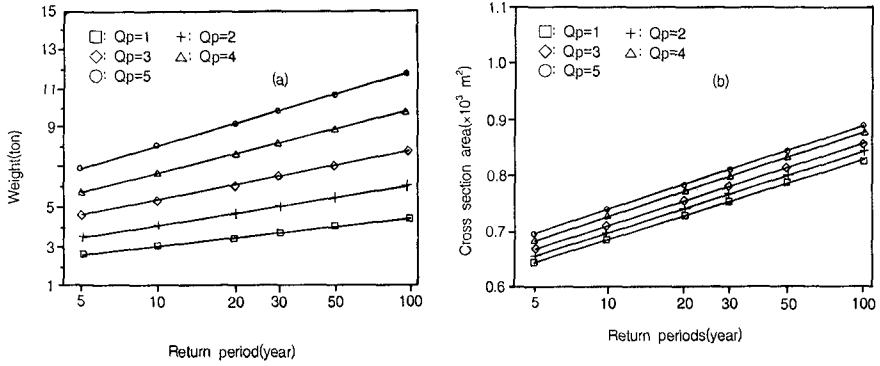 15
13
11
9
7
5
3
1
Weight(ton)
□: Qp=1 +: Qp=2
◇: Qp=3 △: Qp=4
○: Qp=5
(a)
5 10 20 30 50 100
Return period(year)
1.1
1.0
0.9
0.8
0.7
0.6
Cross section area(×10³ m²)
□: Qp=1 +: Qp=2
◇: Qp=3 △: Qp=4
○: Qp=5
(b)
5 10 20 30 50 100
Return periods(year)